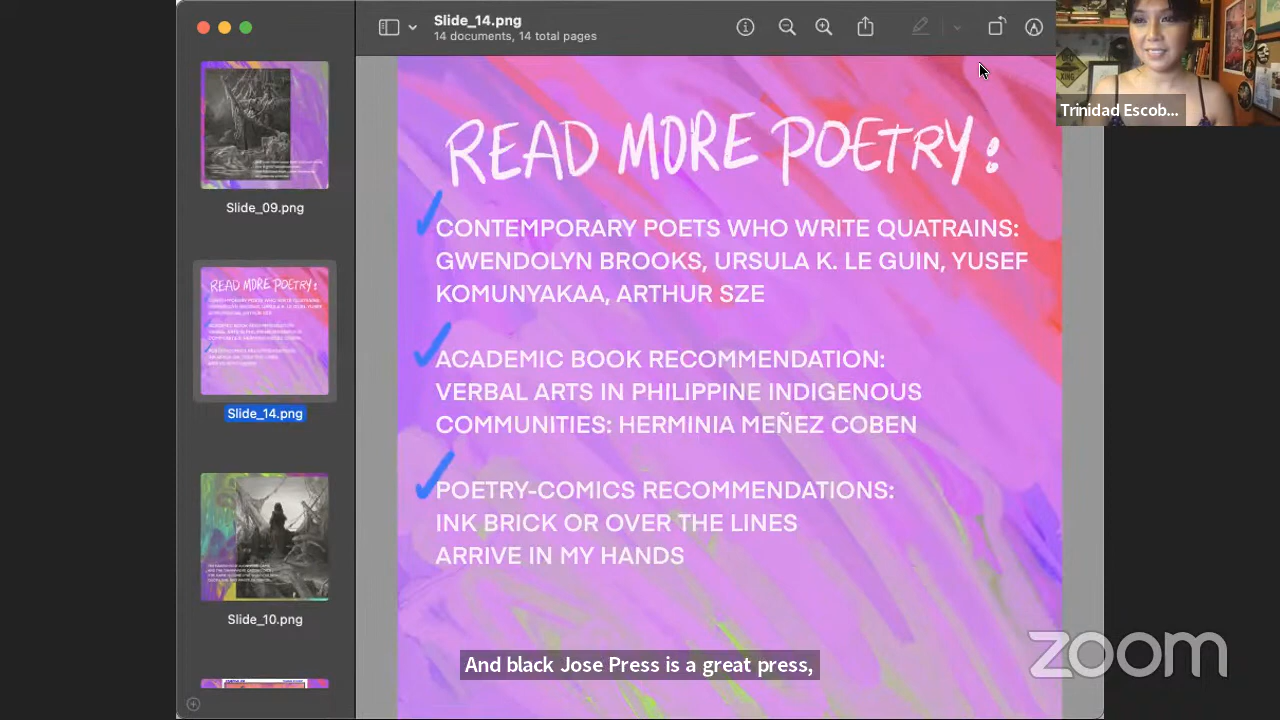 Slide_14.png
14 documents, 14 total pages
Trinidad Escob...
Slide_09.png
Slide_14.png
Slide_10.png
READ MORE POETRY:
CONTEMPORARY POETS WHO WRITE QUATRAINS:
GWENDOLYN BROOKS, URSULA K. LE GUIN, YUSEF
KOMUNYAKAA, ARTHUR SZE
ACADEMIC BOOK RECOMMENDATION:
VERBAL ARTS IN PHILIPPINE INDIGENOUS
COMMUNITIES: HERMINIA MEÑEZ COBEN
POETRY-COMICS RECOMMENDATIONS:
INK BRICK OR OVER THE LINES
ARRIVE IN MY HANDS
And black Jose Press is a great press,
zoom